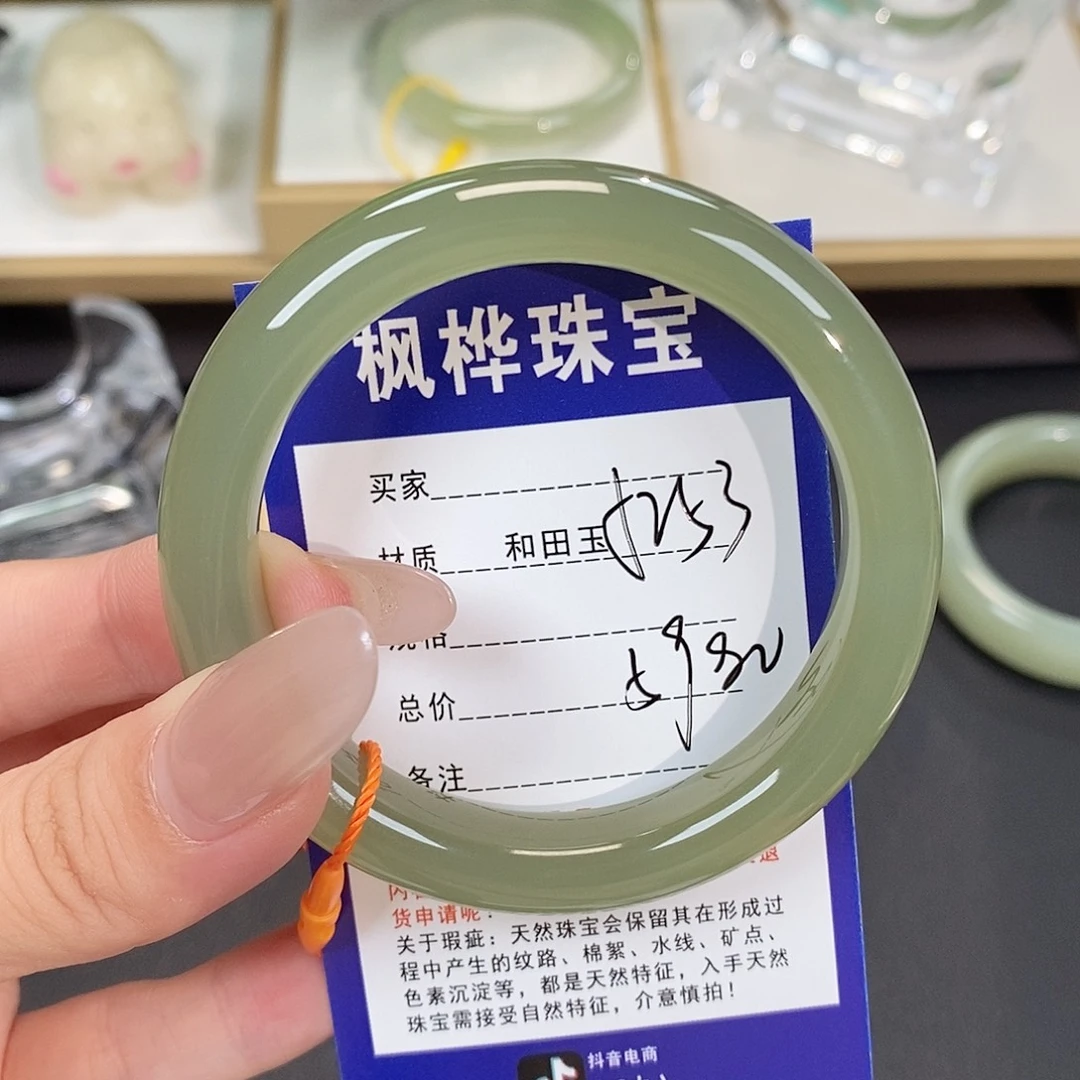 枫桦珠宝
买家
材质 和田玉
规格
总价
备注
货申请呢
关于瑕疵：天然珠宝会保留其在形成过
程中产生的纹路、棉絮、水线、矿点、
色素沉淀等，都是天然特征，入手天然
珠宝需接受自然特征，介意慎拍！
抖音电商